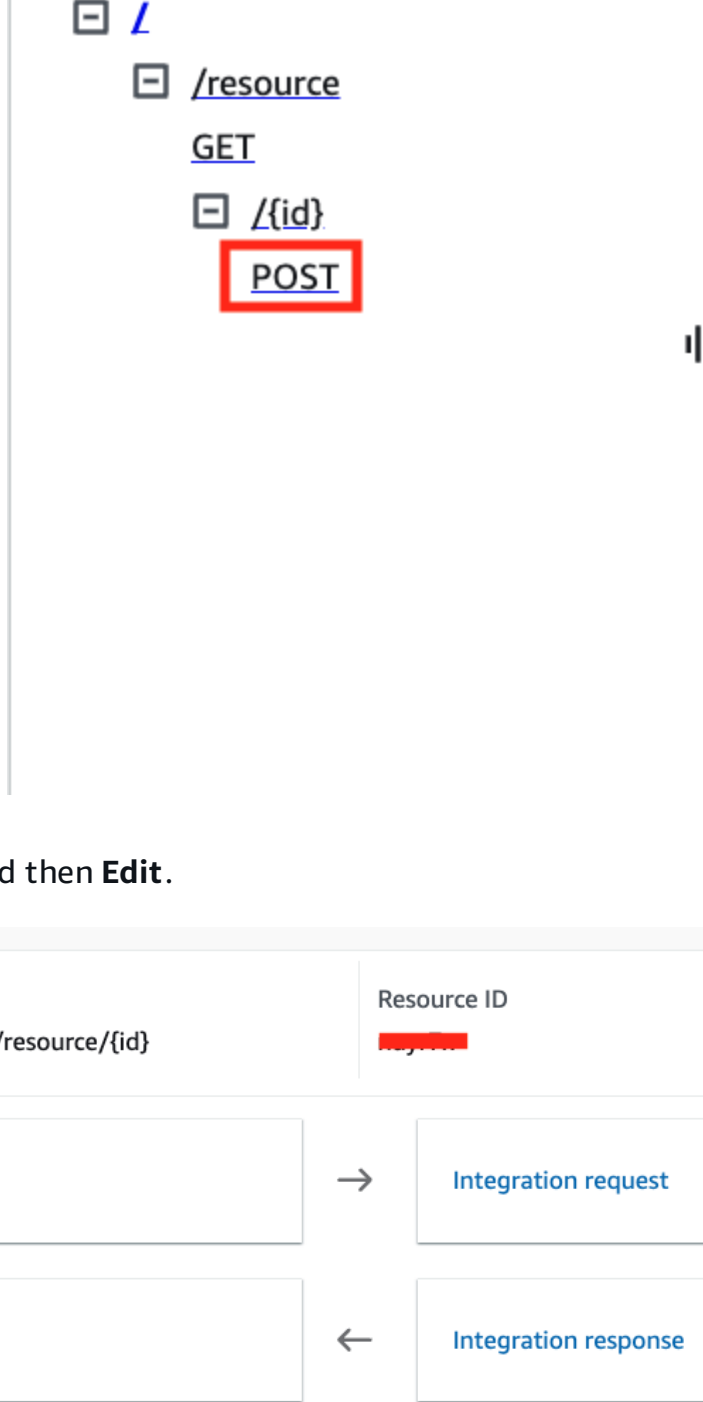 /
/resource
GET
/{id}
POST
d then Edit.
Resource ID
/resource/{id}
Integration request
Integration response